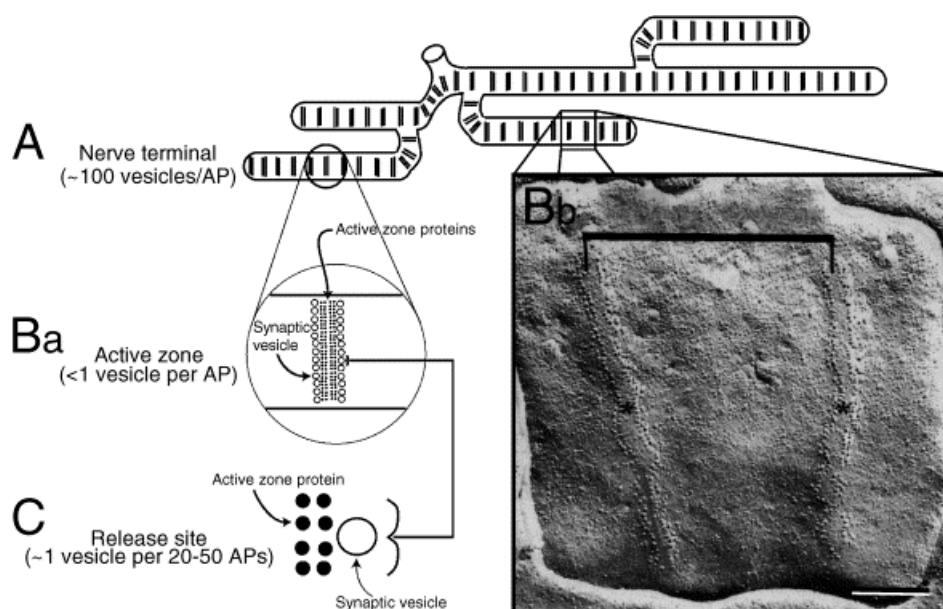 A
Nerve terminal
(~100 vesicles/AP)
Bb
Active zone proteins
Ba
Synaptic
vesicle
Active zone
(<1 vesicle per AP)
* *
C
Active zone protein
Release site
(~1 vesicle per 20-50 APs)
Synaptic vesicle